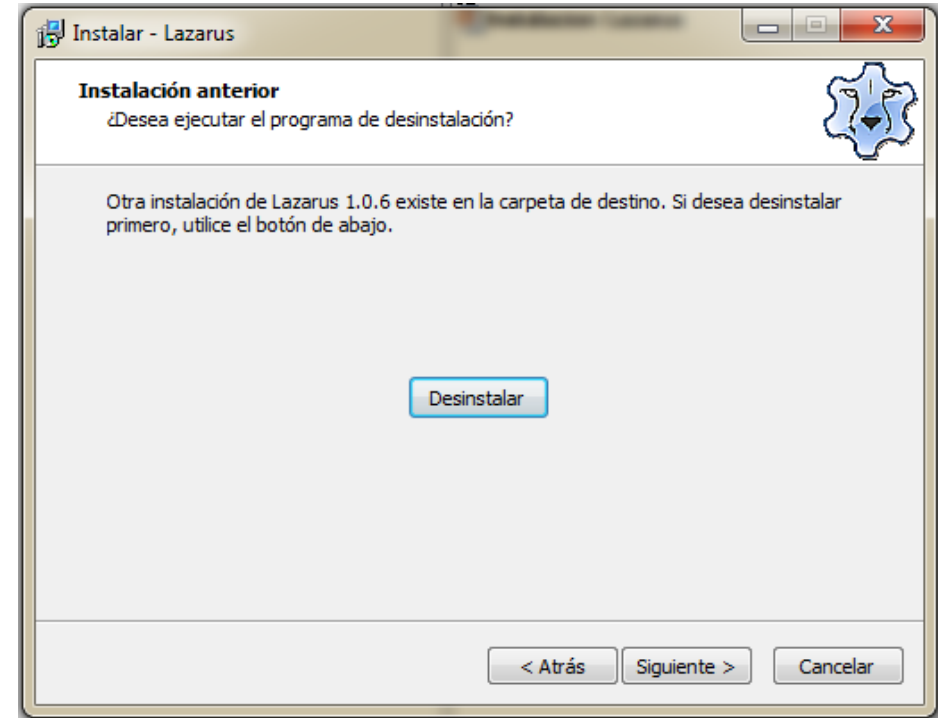 Instalar - Lazarus
Instalación anterior
¿Desea ejecutar el programa de desinstalación?
Otra instalación de Lazarus 1.0.6 existe en la carpeta de destino. Si desea desinstalar
primero, utilice el botón de abajo.
Desinstalar
< Atrás
Siguiente >
Cancelar